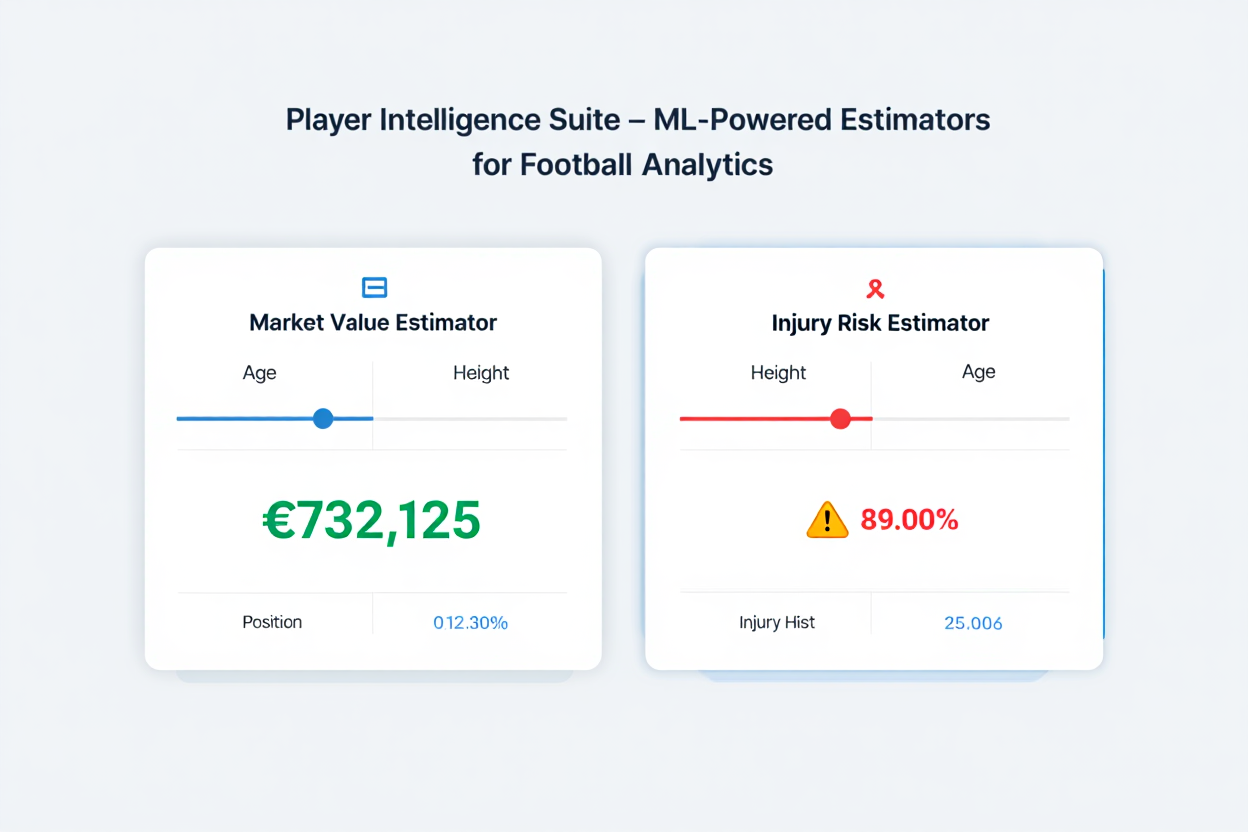 Player Intelligence Suite – ML-Powered Estimators
for Football Analytics
Market Value Estimator
Age Height
€732,125
Position 012.30%
Injury Risk Estimator
Height Age
89.00%
Injury Hist 25.006